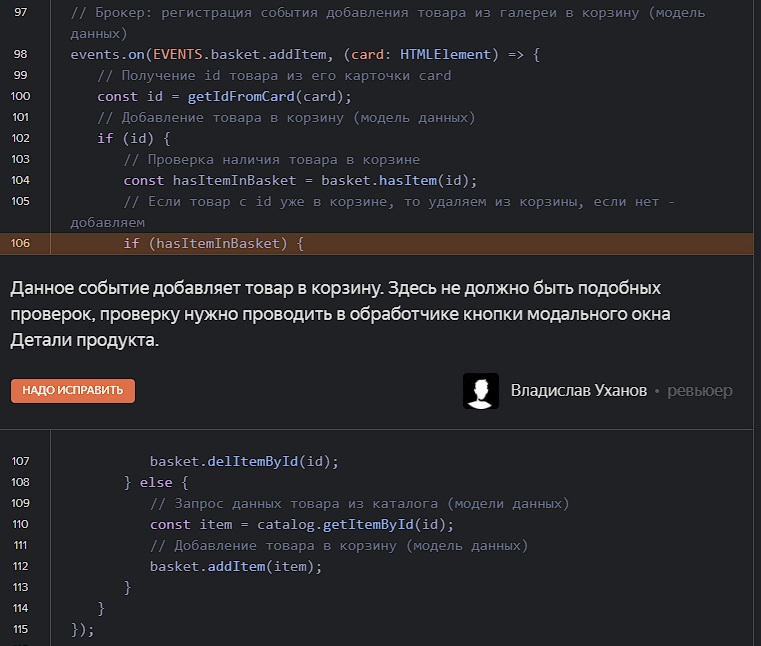 97 // Брокер: регистрация события добавления товара из галереи в корзину (модель
данных)
98 events.on(EVENTS.basket.addItem, (card: HTMLElement) => {
99 // Получение id товара из его карточки card
100 const id = getIdFromCard(card);
101 // Добавление товара в корзину (модель данных)
102 if (id) {
103 // Проверка наличия товара в корзине
104 const hasItemInBasket = basket.hasItem(id);
105 // Если товар с id уже в корзине, то удаляем из корзины, если нет -
добавляем
106 if (hasItemInBasket) {
Данное событие добавляет товар в корзину. Здесь не должно быть подобных
проверок, проверку нужно проводить в обработчике кнопки модального окна
Детали продукта.
НАДО ИСПРАВИТЬ Владислав Уханов • ревьюер
107 basket.delItemById(id);
108 } else {
109 // Запрос данных товара из каталога (модели данных)
110 const item = catalog.getItemById(id);
111 // Добавление товара в корзину (модель данных)
112 basket.addItem(item);
113 }
114 }
115 });